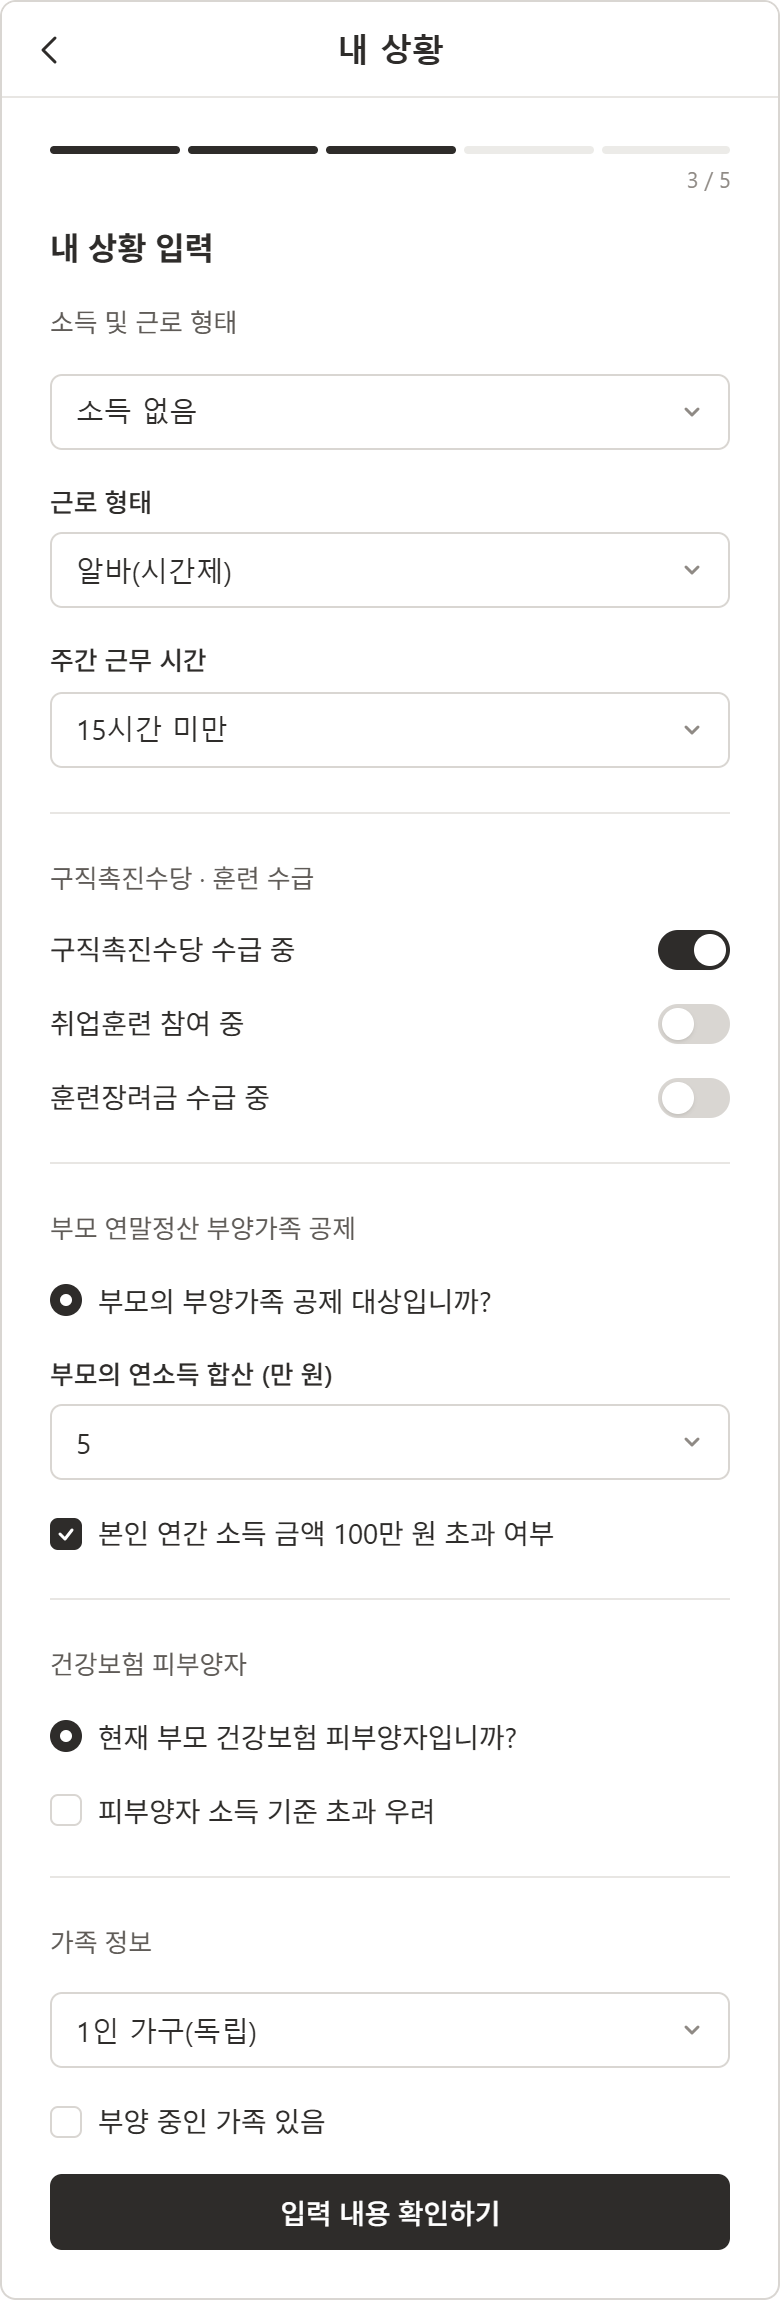 내 상황
3 / 5
내 상황 입력
소득 및 근로 형태
소득 없음
근로 형태
알바(시간제)
주간 근무 시간
15시간 미만
구직촉진수당 · 훈련 수급
구직촉진수당 수급 중
취업훈련 참여 중
훈련장려금 수급 중
부모 연말정산 부양가족 공제
부모의 부양가족 공제 대상입니까?
부모의 연소득 합산 (만 원)
5
본인 연간 소득 금액 100만 원 초과 여부
건강보험 피부양자
현재 부모 건강보험 피부양자입니까?
피부양자 소득 기준 초과 우려
가족 정보
1인 가구(독립)
부양 중인 가족 있음
입력 내용 확인하기